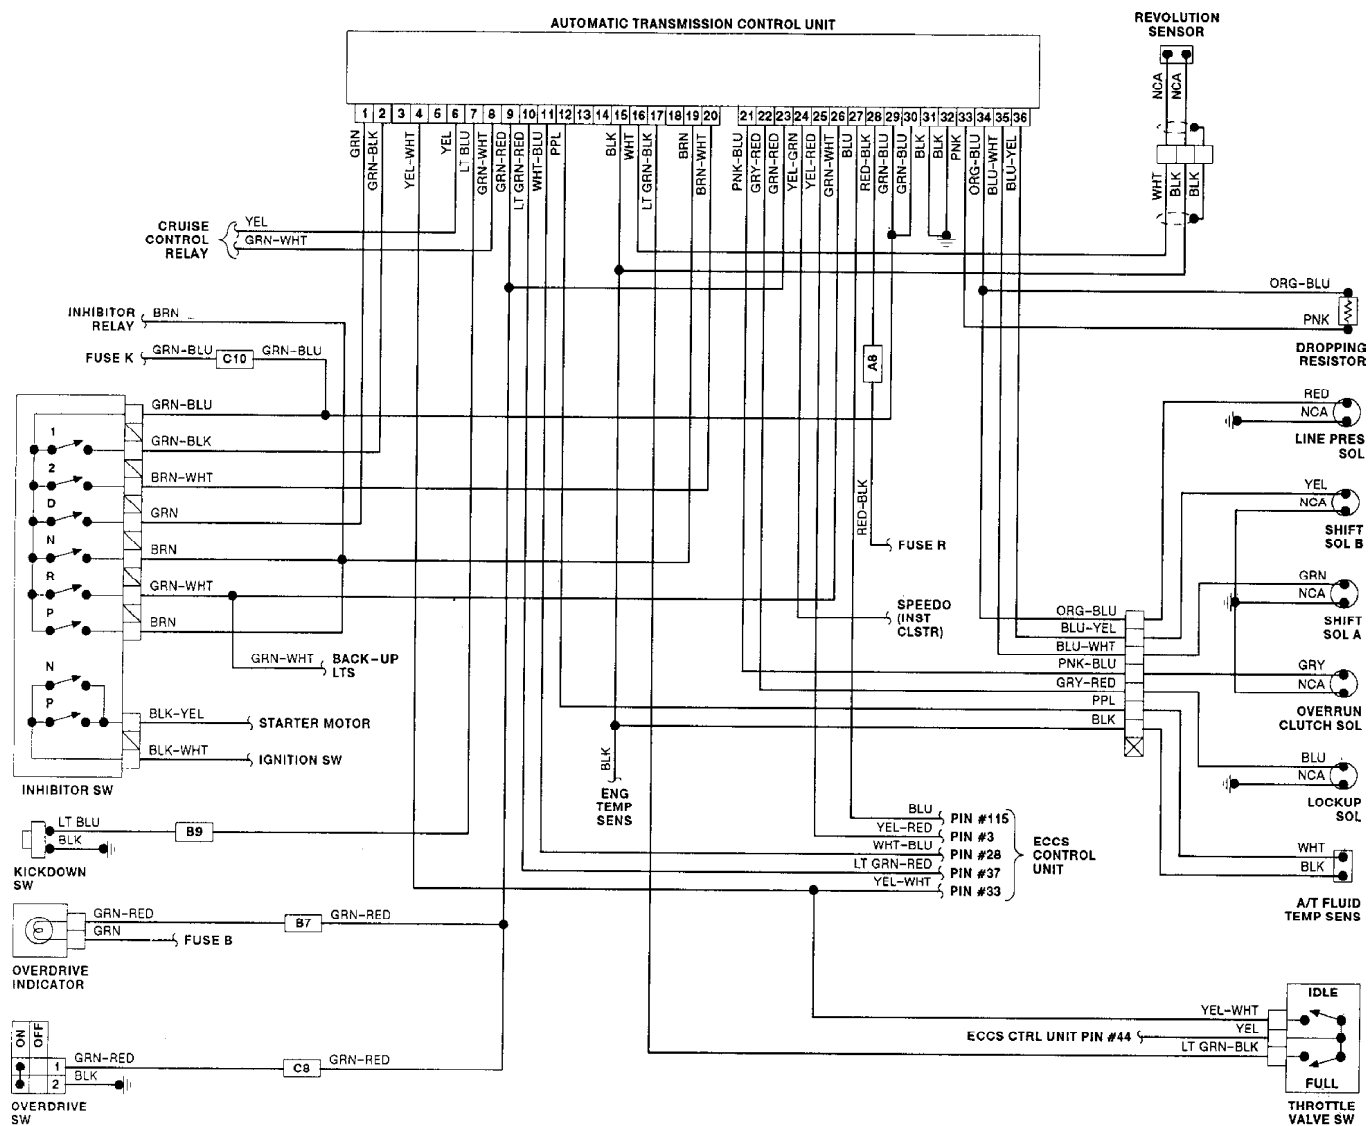 AUTOMATIC TRANSMISSION CONTROL UNIT
REVOLUTION
SENSOR
NCA
NCA
1 2 3 4 5 6 7 8 9 10 11 12 13 14 15 16 17 18 19 20 21 22 23 24 25 26 27 28 29 30 31 32 33 34 35 36
GRN
GRN-BLK
YEL-WHT
YEL
LT BLU
GRN-WHT
GRN-RED
LT GRN-RED
WHT-BLU
PPL
BLK
WHT
LT GRN-BLK
BRN
BRN-WHT
PNK-BLU
GRY-RED
GRN-RED
YEL-GRN
YEL-RED
GRN-WHT
BLU
RED-BLK
GRN-BLU
GRN-BLU
BLK
BLK
PNK
ORG-BLU
BLU-WHT
BLU-YEL
WHT
BLK
BLK
CRUISE
CONTROL
RELAY
YEL
GRN-WHT
INHIBITOR
RELAY
BRN
FUSE K
GRN-BLU
C10
GRN-BLU
A8
ORG-BLU
PNK
DROPPING
RESISTOR
GRN-BLU
1
GRN-BLK
2
BRN-WHT
D
GRN
N
BRN
R
GRN-WHT
P
BRN
GRN-WHT
BACK-UP
LTS
N
P
BLK-YEL
STARTER MOTOR
BLK-WHT
IGNITION SW
INHIBITOR SW
RED-BLK
FUSE R
SPEEDO
(INST
CLSTR)
RED
NCA
LINE PRES
SOL
YEL
NCA
SHIFT
SOL B
GRN
NCA
SHIFT
SOL A
GRY
NCA
OVERRUN
CLUTCH SOL
BLU
NCA
LOCKUP
SOL
WHT
BLK
A/T FLUID
TEMP SENS
ORG-BLU
BLU-YEL
BLU-WHT
PNK-BLU
GRY-RED
PPL
BLK
BLK
ENG
TEMP
SENS
LT BLU
B9
BLK
KICKDOWN
SW
BLU
PIN #115
YEL-RED
PIN #3
WHT-BLU
PIN #28
LT GRN-RED
PIN #37
YEL-WHT
PIN #33
ECCS
CONTROL
UNIT
GRN-RED
B7
GRN-RED
GRN
FUSE B
OVERDRIVE
INDICATOR
ON
OFF
GRN-RED
1
C8
GRN-RED
BLK
2
OVERDRIVE
SW
IDLE
YEL-WHT
YEL
ECCS CTRL UNIT PIN #44
LT GRN-BLK
FULL
THROTTLE
VALVE SW